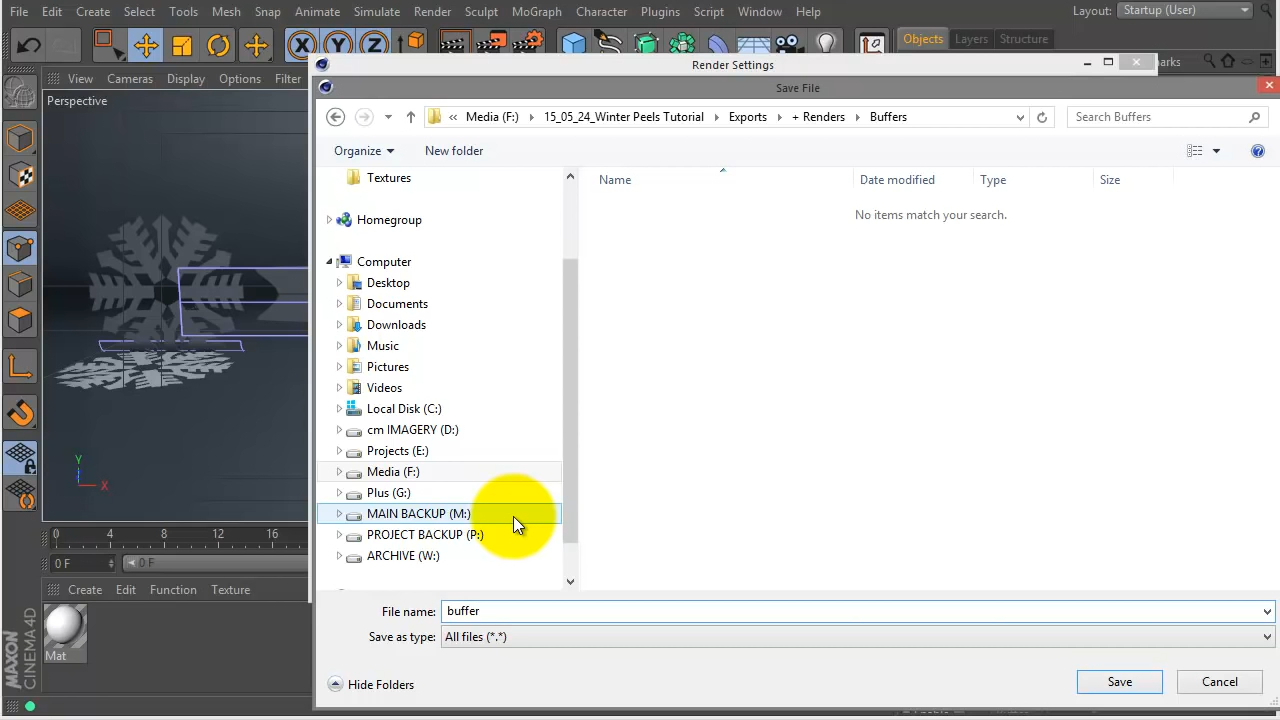 File Edit Create Select Tools Mesh Snap Animate Simulate Render Sculpt MoGraph Character Plugins Script Window Help Layout: Startup (User)
X Y Z Objects Layers Structure
View Cameras Display Options Filter Render Settings marks
Perspective
Save File
« Media (F:) 15_05_24_Winter Peels Tutorial Exports + Renders Buffers Search Buffers
Organize New folder
Textures
Name Date modified Type Size
No items match your search.
Homegroup
Computer
Desktop
Documents
Downloads
Music
Pictures
Videos
Local Disk (C:)
cm IMAGERY (D:)
Projects (E:)
Media (F:)
Plus (G:)
MAIN BACKUP (M:)
PROJECT BACKUP (P:)
ARCHIVE (W:)
Y
X
0 4 8 12 16
0 F 0 F
Create Edit Function Texture
Mat
File name: buffer
Save as type: All files (*.*)
Hide Folders Save Cancel
MAXON
CINEMA 4D